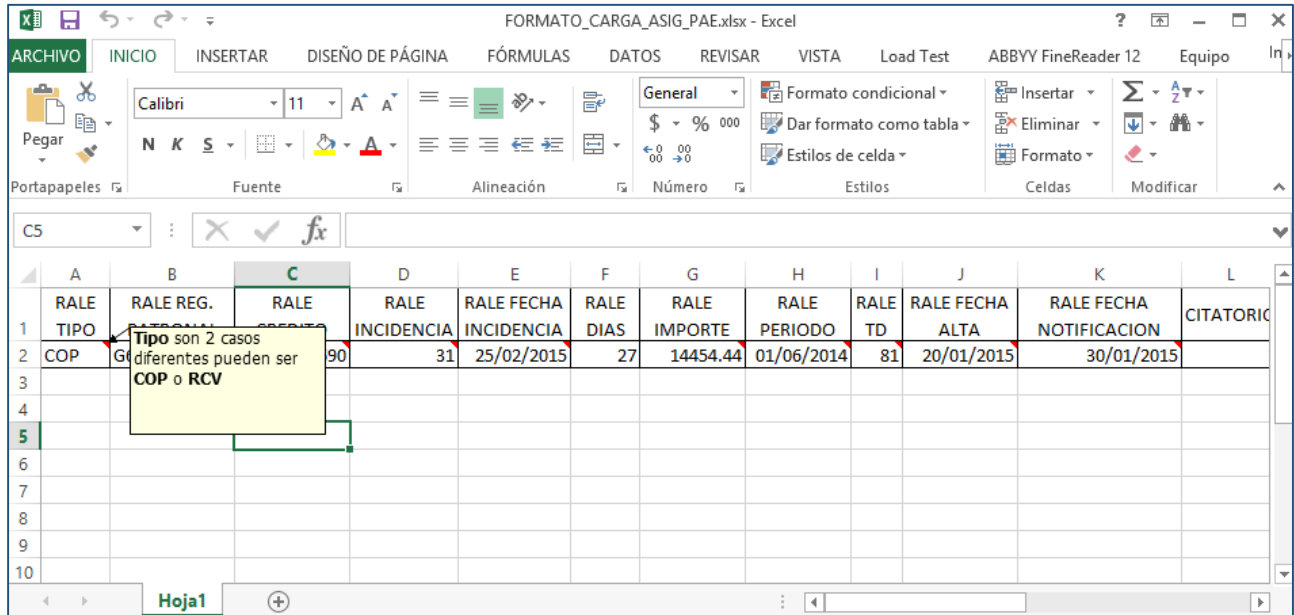 FORMATO_CARGA_ASIG_PAE.xlsx - Excel
ARCHIVO INICIO INSERTAR DISEÑO DE PÁGINA FÓRMULAS DATOS REVISAR VISTA Load Test ABBYY FineReader 12 Equipo In
Calibri 11 General Formato condicional Insertar
Pegar $ % 000 Dar formato como tabla Eliminar
N K S Estilos de celda Formato
Portapapeles Fuente Alineación Número Estilos Celdas Modificar
C5 fx
A B C D E F G H I J K L
RALE RALE REG. RALE RALE RALE FECHA RALE RALE RALE RALE RALE FECHA RALE FECHA
1 TIPO PATRONAL CREDITO INCIDENCIA INCIDENCIA DIAS IMPORTE PERIODO TD ALTA NOTIFICACION CITATORIO
2 COP 90 31 25/02/2015 27 14454.44 01/06/2014 81 20/01/2015 30/01/2015
Tipo son 2 casos
diferentes pueden ser
COP o RCV
3
4
5
6
7
8
9
10
Hoja1